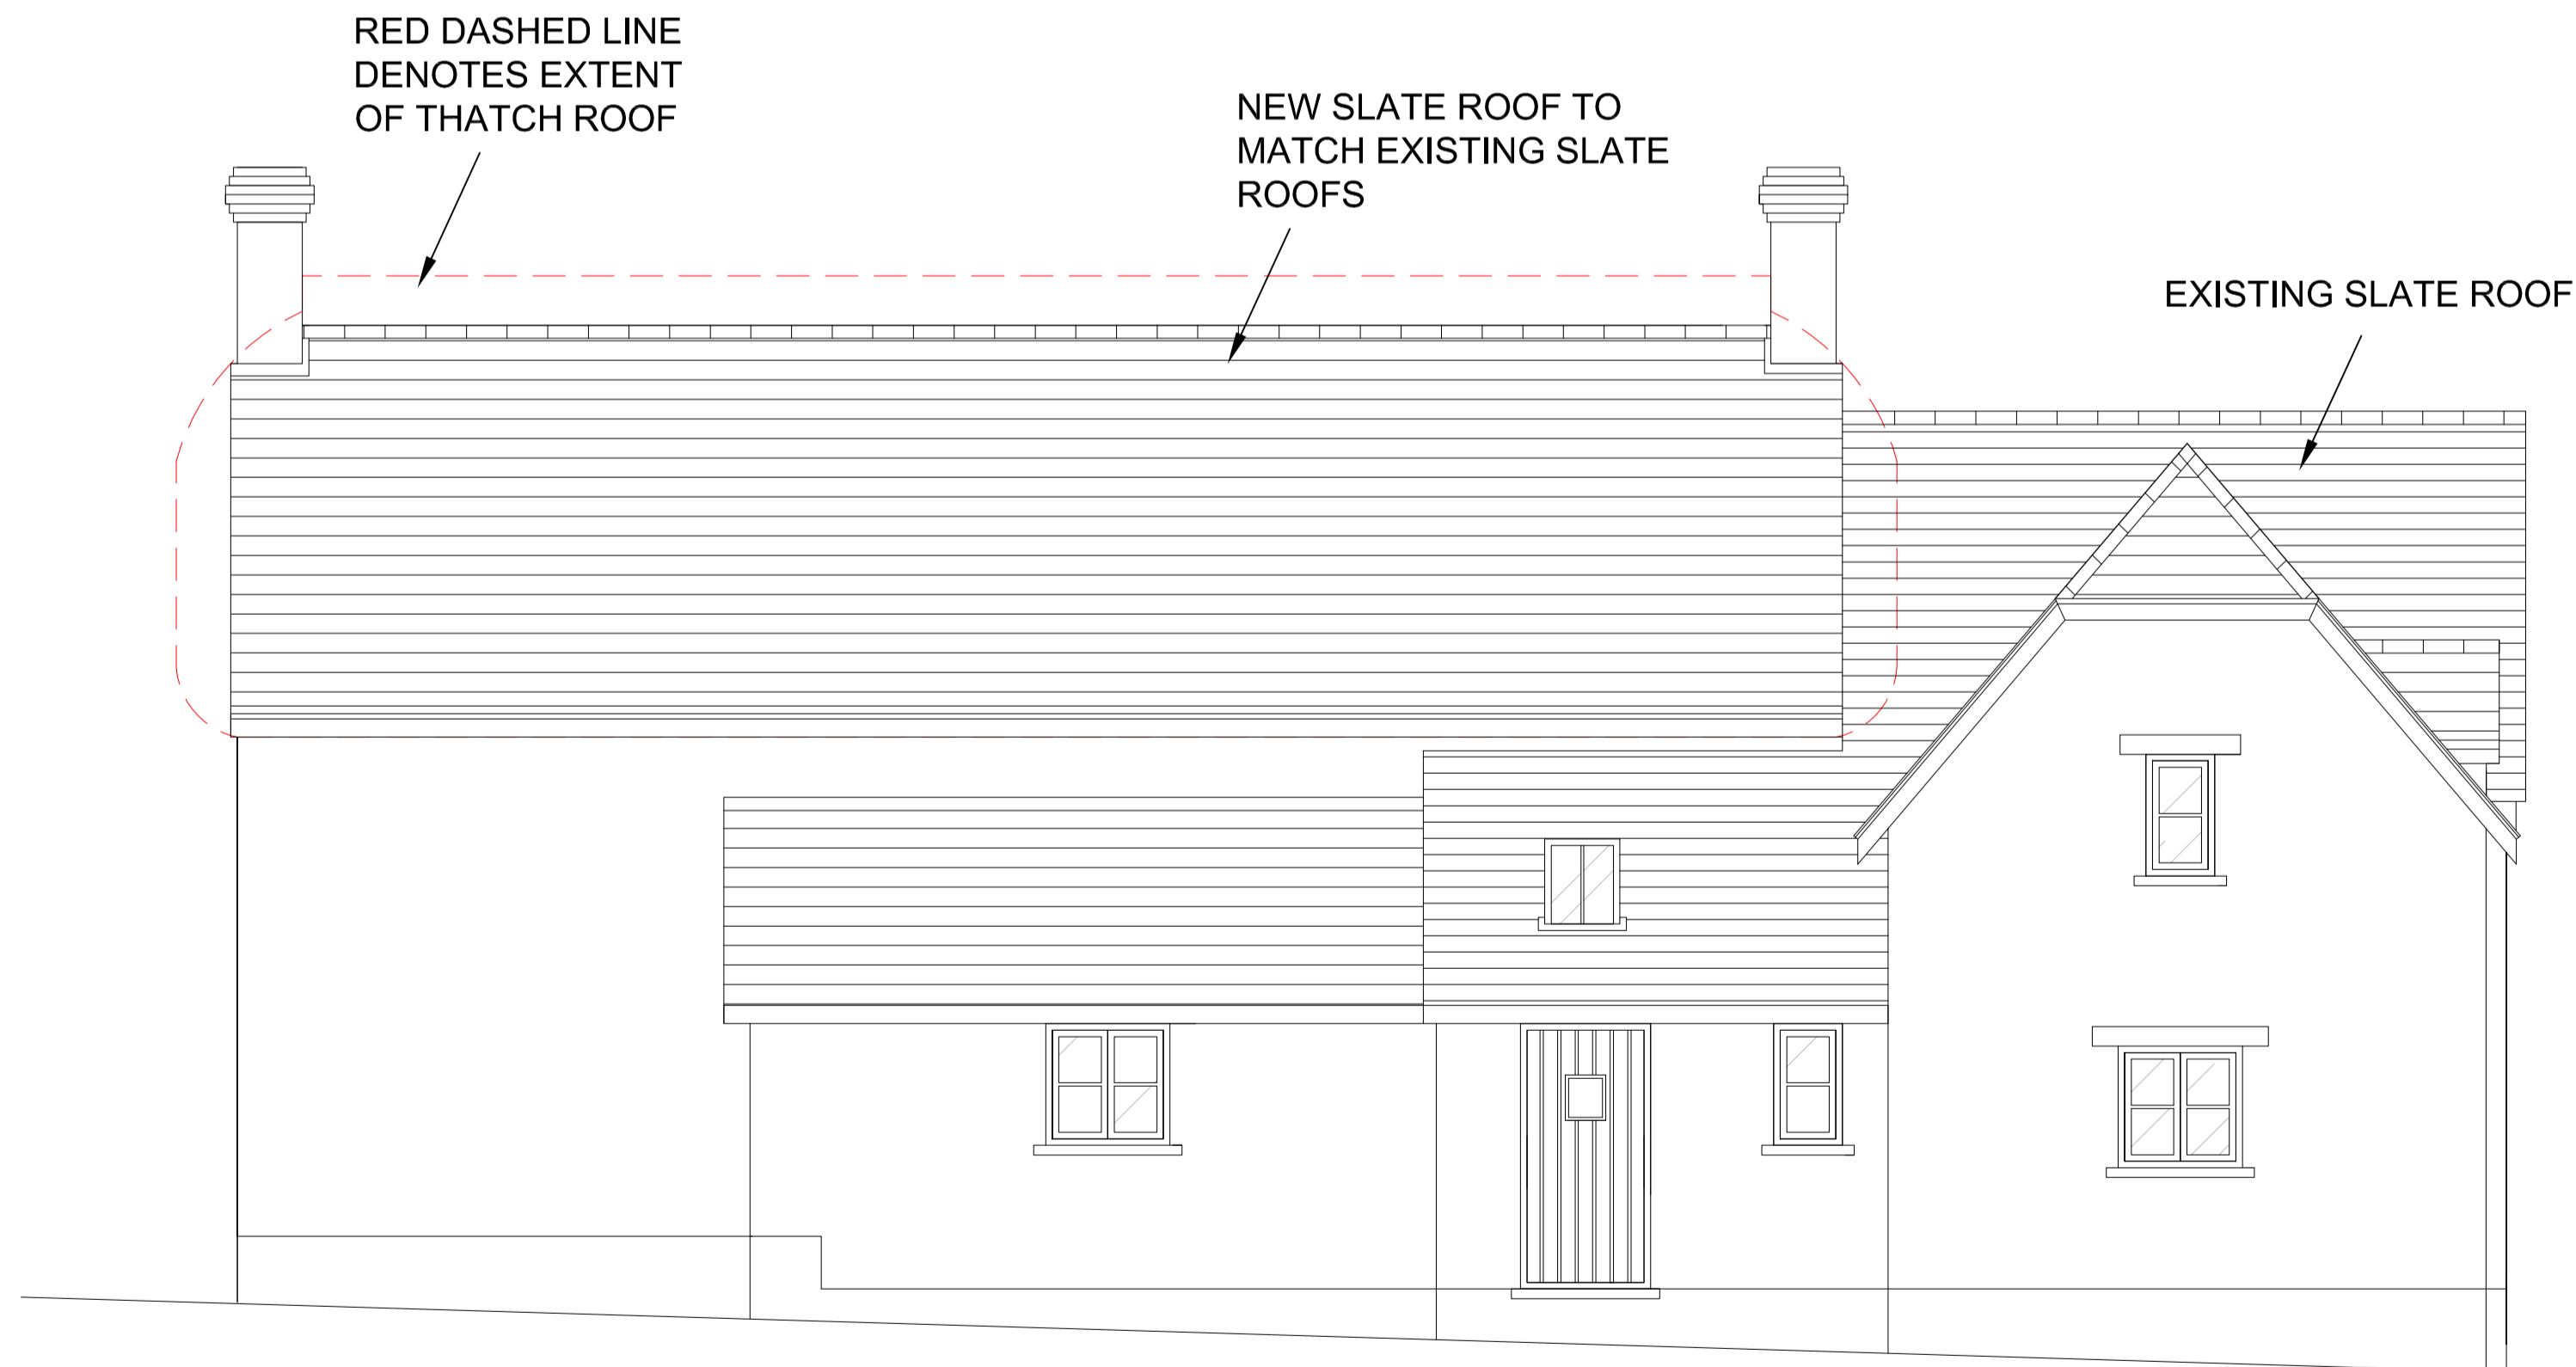 RED DASHED LINE
DENOTES EXTENT
OF THATCH ROOF
NEW SLATE ROOF TO
MATCH EXISTING SLATE
ROOFS
EXISTING SLATE ROOF